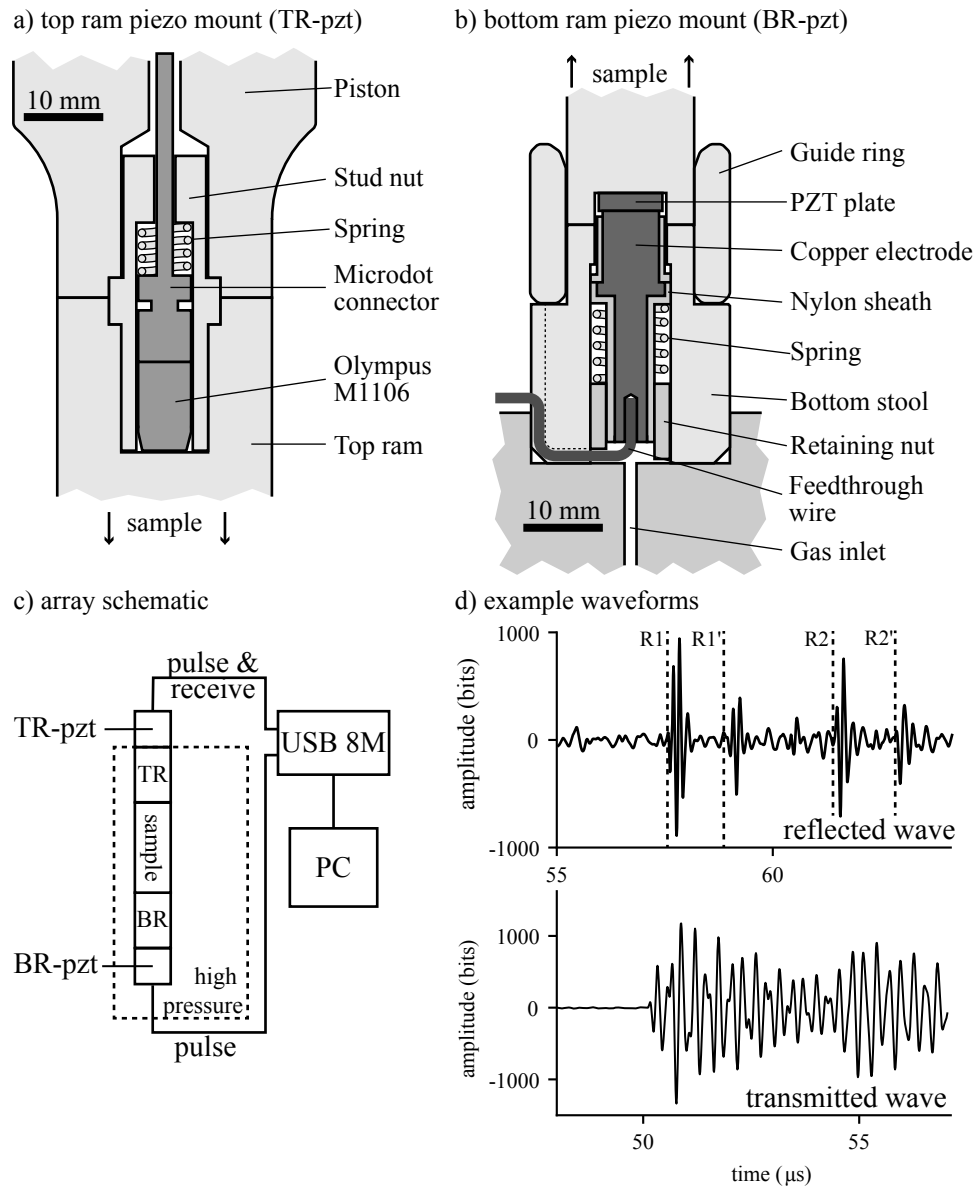 a) top ram piezo mount (TR-pzt)
10 mm
Piston
Stud nut
Spring
Microdot
connector
Olympus
M1106
Top ram
sample
b) bottom ram piezo mount (BR-pzt)
sample
Guide ring
PZT plate
Copper electrode
Nylon sheath
Spring
Bottom stool
Retaining nut
Feedthrough
wire
Gas inlet
10 mm
c) array schematic
pulse &
receive
TR-pzt
USB 8M
TR
sample
PC
BR
BR-pzt
high
pressure
pulse
d) example waveforms
R1
R1'
R2
R2'
1000
0
-1000
amplitude (bits)
reflected wave
55
60
1000
0
-1000
amplitude (bits)
transmitted wave
50
55
time (μs)